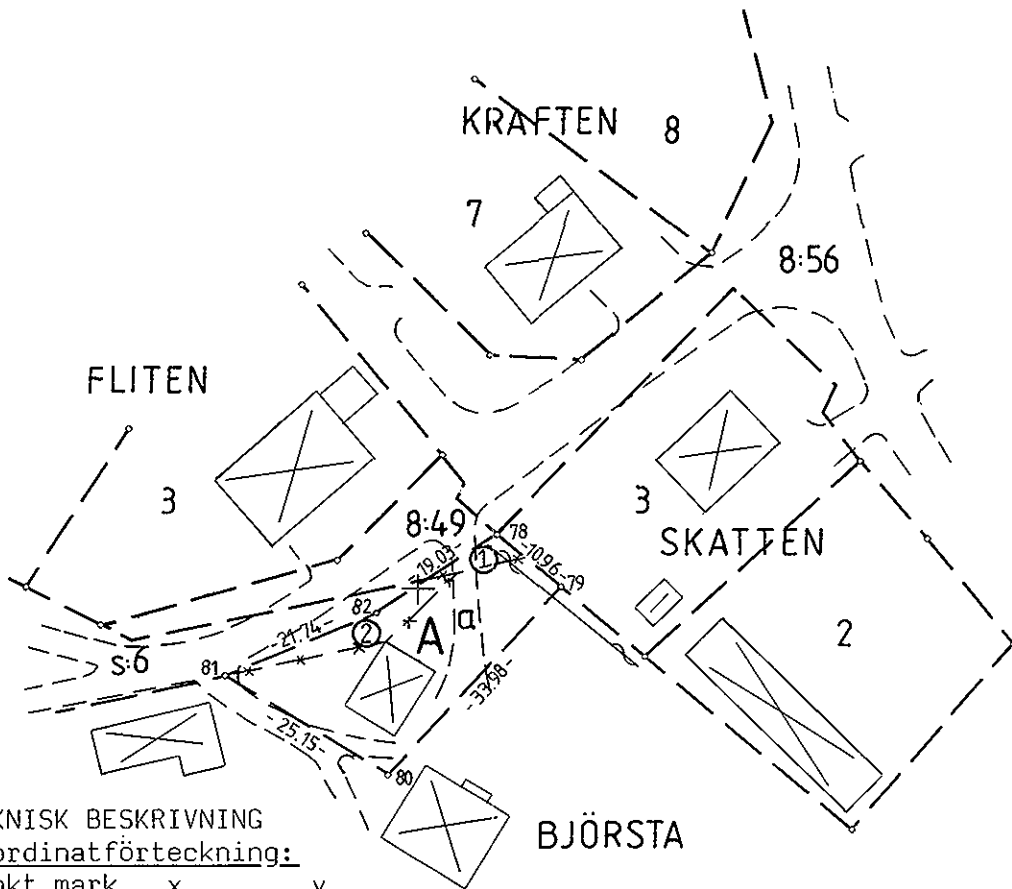 KRAFTEN 8
7
8:56
FLITEN
3
3
8:49
78
SKATTEN
①
-19.03-
-10.96-
79
82
②
-21.74-
A
a
2
s:6
81
-33.98-
-25.15-
80
KNISK BESKRIVNING
BJÖRSTA
ordinatförteckning:
nkt mark x y